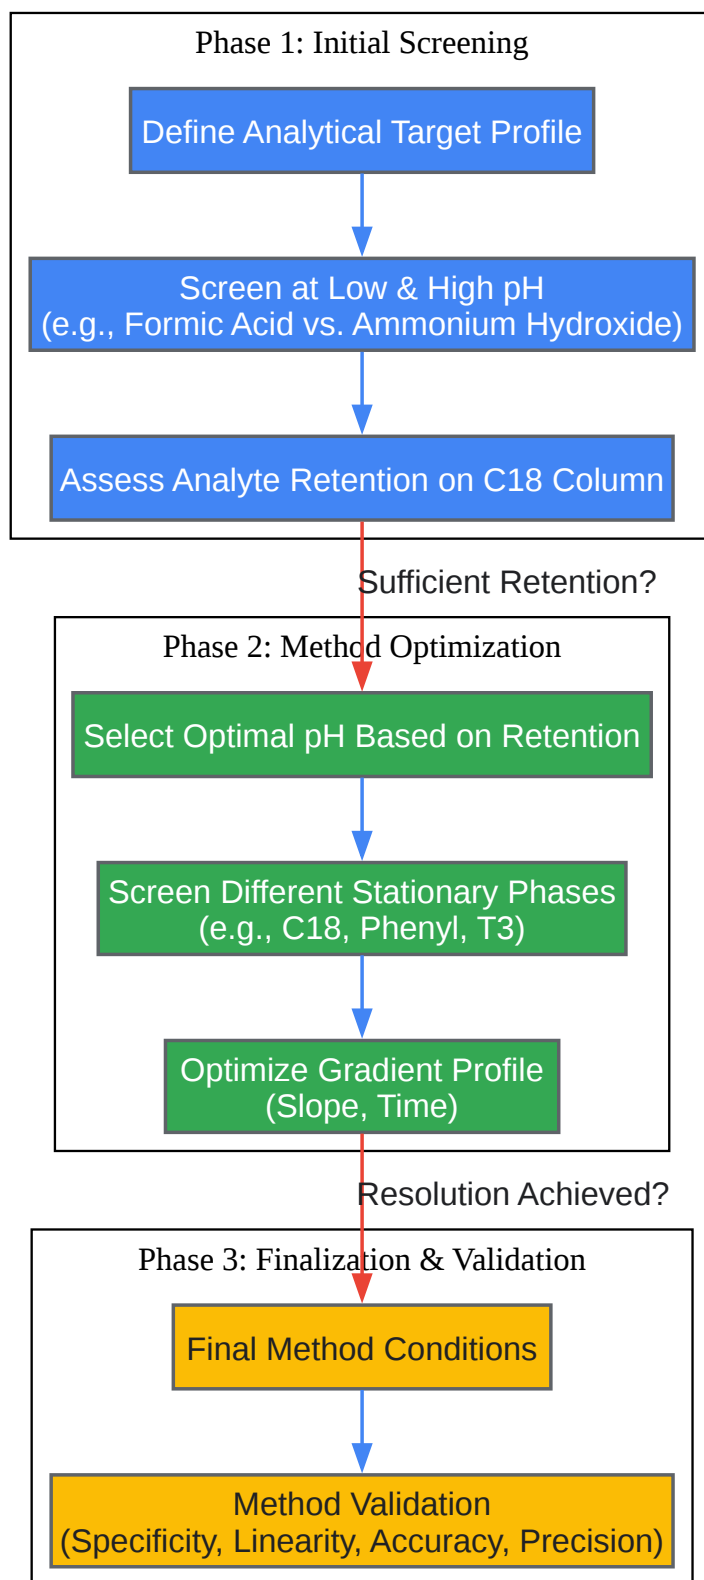 Phase 1: Initial Screening
Define Analytical Target Profile
Screen at Low & High pH
(e.g., Formic Acid vs. Ammonium Hydroxide)
Assess Analyte Retention on C18 Column
Sufficient Retention?
Phase 2: Method Optimization
Select Optimal pH Based on Retention
Screen Different Stationary Phases
(e.g., C18, Phenyl, T3)
Optimize Gradient Profile
(Slope, Time)
Resolution Achieved?
Phase 3: Finalization & Validation
Final Method Conditions
Method Validation
(Specificity, Linearity, Accuracy, Precision)